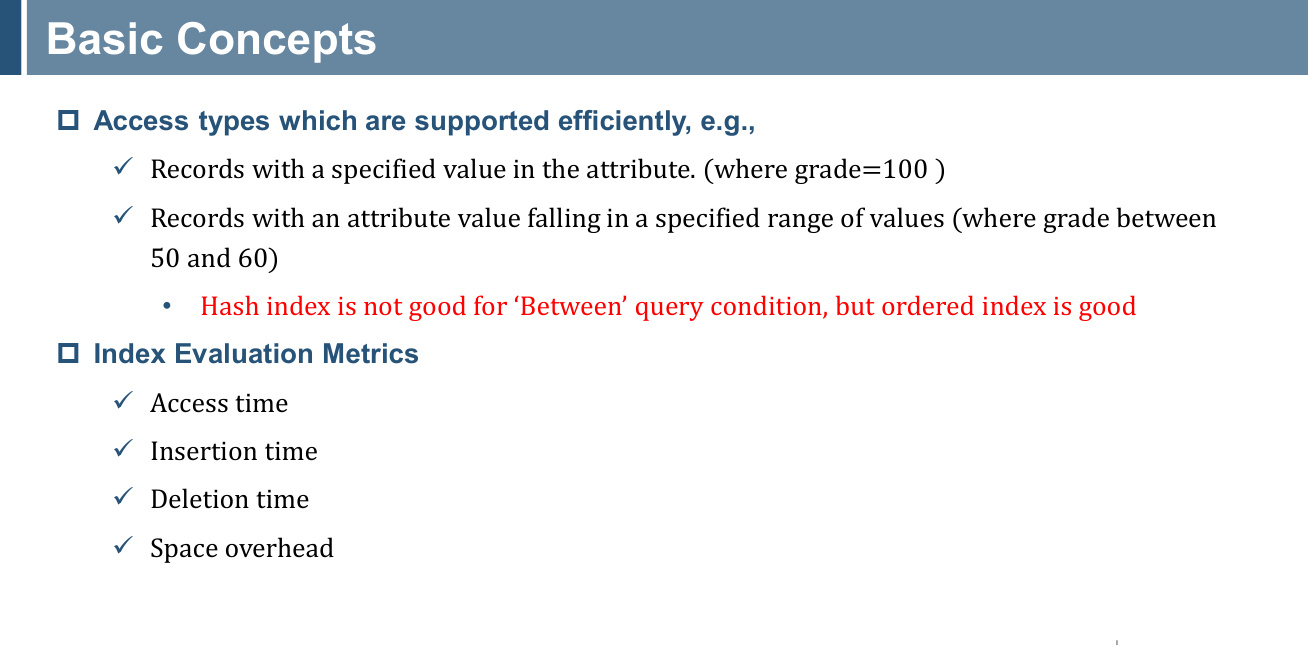 Basic Concepts
Access types which are supported efficiently, e.g.,
Records with a specified value in the attribute. (where grade=100 )
Records with an attribute value falling in a specified range of values (where grade between
50 and 60)
Hash index is not good for ‘Between’ query condition, but ordered index is good
Index Evaluation Metrics
Access time
Insertion time
Deletion time
Space overhead